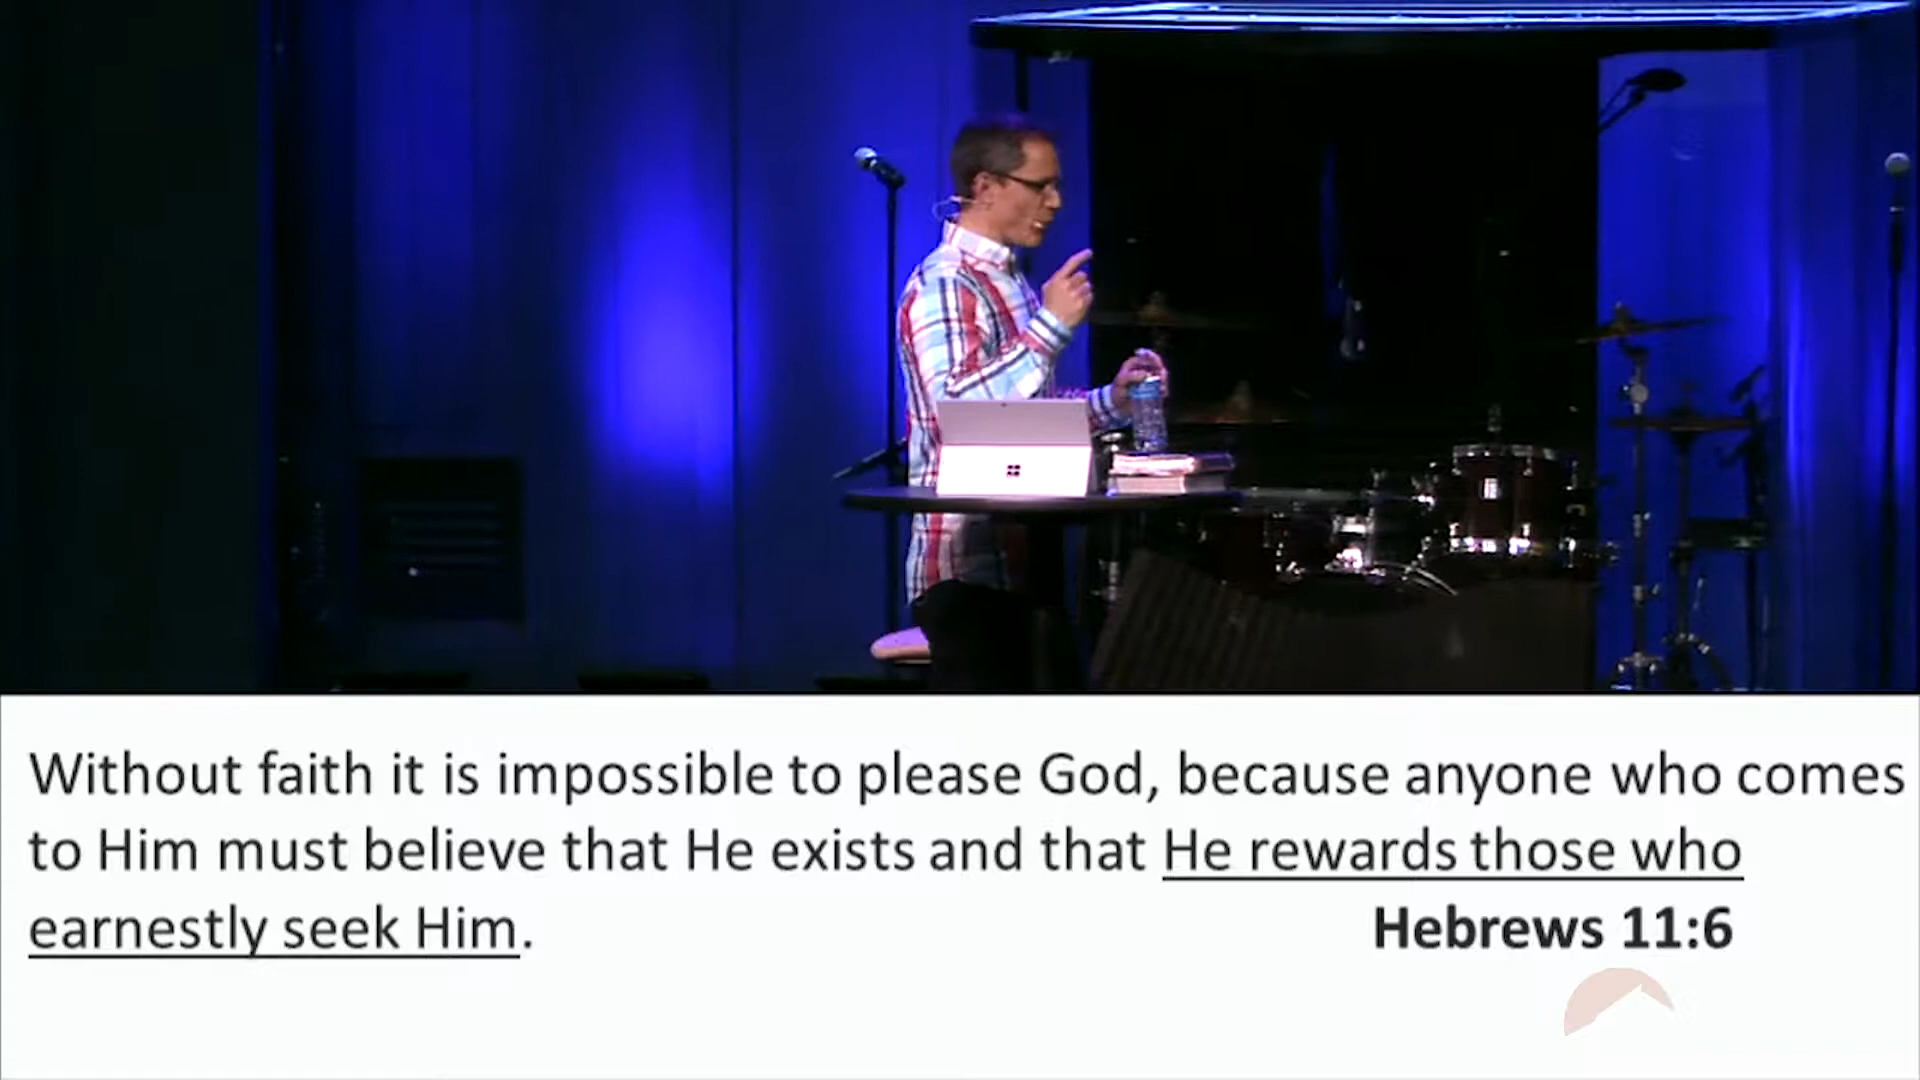 Without faith it is impossible to please God, because anyone who comes
to Him must believe that He exists and that He rewards those who
earnestly seek Him.
Hebrews 11:6